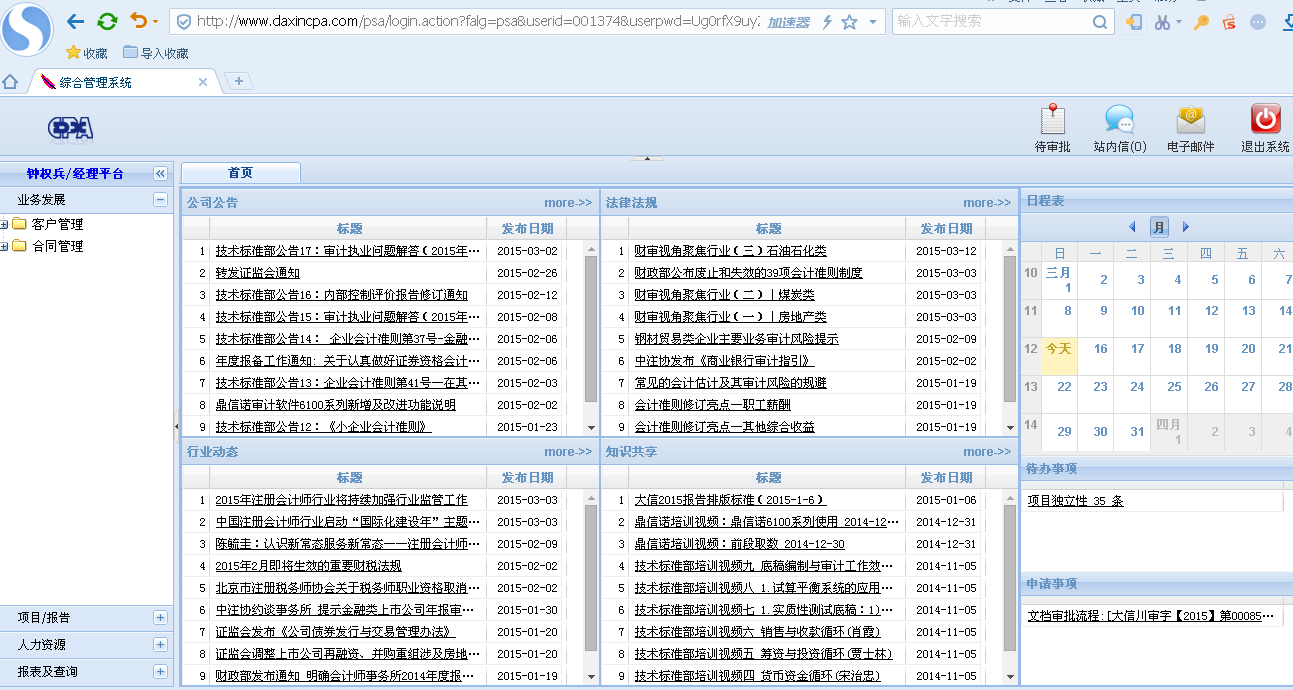 http://www.daxincpa.com/psa/login.action?falg=psa&userid=001374&userpwd=Ug0rfX9uy
加速器
输入文字搜索
收藏 导入收藏
综合管理系统
CPA
待审批 站内信(0) 电子邮件 退出系统
钟权兵/经理平台
首页
业务发展
客户管理
合同管理
项目/报告
人力资源
报表及查询
公司公告 more->>
标题 发布日期
1 技术标准部公告17：审计执业问题解答（2015年… 2015-03-02
2 转发证监会通知 2015-02-26
3 技术标准部公告16：内部控制评价报告修订通知 2015-02-12
4 技术标准部公告15：审计执业问题解答（2015年… 2015-02-08
5 技术标准部公告14： 企业会计准则第37号-金融… 2015-02-06
6 年度报备工作通知: 关于认真做好证券资格会计… 2015-02-06
7 技术标准部公告13：企业会计准则第41号—在其… 2015-02-03
8 鼎信诺审计软件6100系列新增及改进功能说明 2015-02-02
9 技术标准部公告12：《小企业会计准则》 2015-01-23
法律法规 more->>
标题 发布日期
1 财审视角聚焦行业（三）石油石化类 2015-03-12
2 财政部公布废止和失效的39项会计准则制度 2015-03-03
3 财审视角聚焦行业（二）｜煤炭类 2015-03-03
4 财审视角聚焦行业（一）｜房地产类 2015-03-03
5 钢材贸易类企业主要业务审计风险提示 2015-02-09
6 中注协发布《商业银行审计指引》 2015-02-02
7 常见的会计估计及其审计风险的规避 2015-01-19
8 会计准则修订亮点—职工薪酬 2015-01-19
9 会计准则修订亮点—其他综合收益 2015-01-19
行业动态 more->>
标题 发布日期
1 2015年注册会计师行业将持续加强行业监管工作 2015-03-03
2 中国注册会计师行业启动“国际化建设年”主题… 2015-03-03
3 陈毓圭：认识新常态服务新常态——注册会计师… 2015-02-09
4 2015年2月即将生效的重要财税法规 2015-02-02
5 北京市注册税务师协会关于税务师职业资格取消… 2015-02-02
6 中注协约谈事务所 提示金融类上市公司年报审… 2015-01-30
7 证监会发布《公司债券发行与交易管理办法》 2015-01-20
8 证监会调整上市公司再融资、并购重组涉及房地… 2015-01-20
9 财政部发布通知 明确会计师事务所2014年度报… 2015-01-19
知识共享 more->>
标题 发布日期
1 大信2015报告排版标准（2015-1-6） 2015-01-06
2 鼎信诺培训视频：鼎信诺6100系列使用 2014-12… 2014-12-31
3 鼎信诺培训视频：前段取数 2014-12-30 2014-12-31
4 技术标准部培训视频九 底稿编制与审计工作效… 2014-11-05
5 技术标准部培训视频八 1.试算平衡系统的应用… 2014-11-05
6 技术标准部培训视频七 1.实质性测试底稿：1)… 2014-11-05
7 技术标准部培训视频六 销售与收款循环(肖霞) 2014-11-05
8 技术标准部培训视频五 筹资与投资循环(贾士林) 2014-11-05
9 技术标准部培训视频四 货币资金循环(宋治忠) 2014-11-05
日程表
月
日 一 二 三 四 五 六
10 三月 1 2 3 4 5 6 7
11 8 9 10 11 12 13 14
12 今天 16 17 18 19 20 21
13 22 23 24 25 26 27 28
14 29 30 31 四月 1 2 3 4
待办事项
项目独立性 35 条
申请事项
文档审批流程:[大信川审字【2015】第00085…